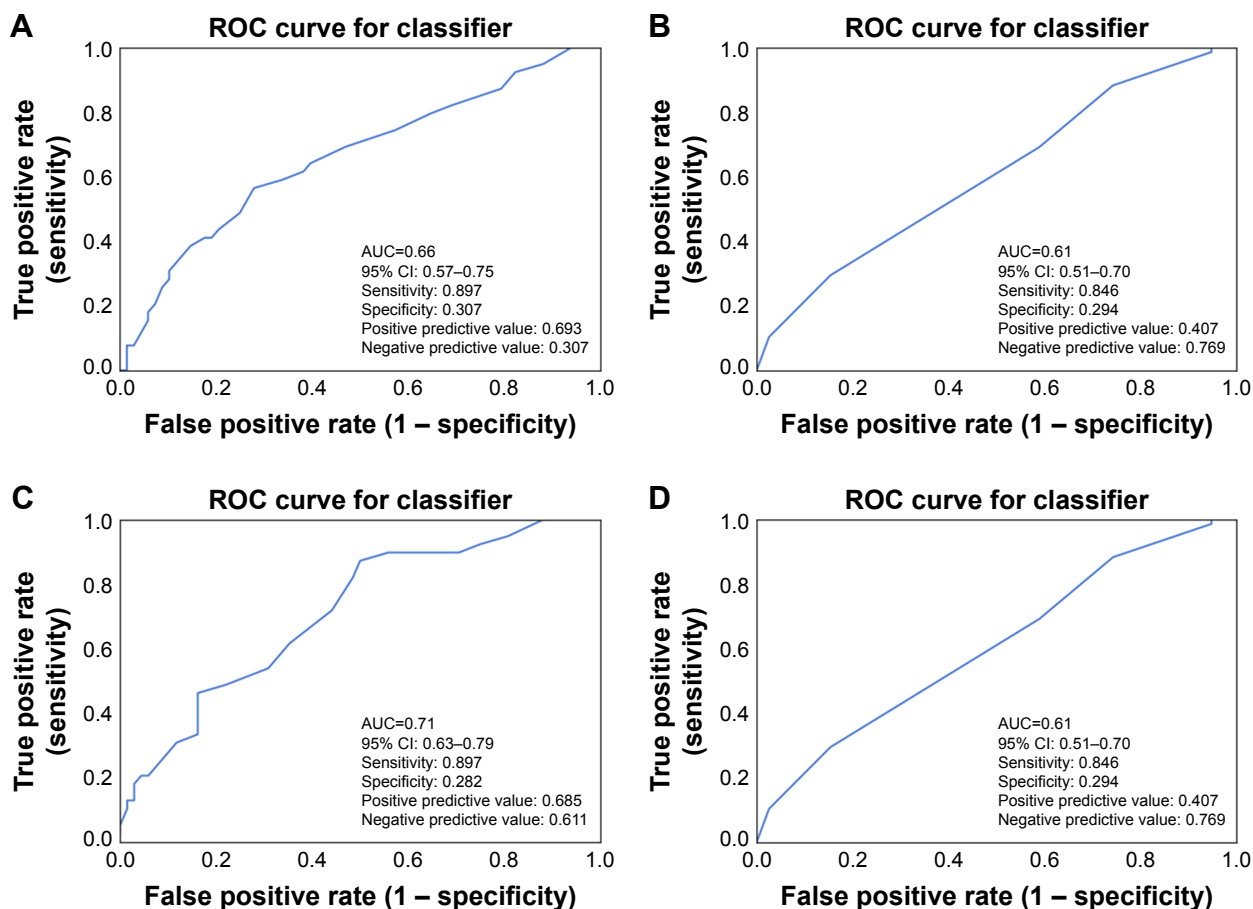 A
ROC curve for classifier
True positive rate
(sensitivity)
1.0
0.8
0.6
0.4
0.2
0.0
AUC=0.66
95% CI: 0.57–0.75
Sensitivity: 0.897
Specificity: 0.307
Positive predictive value: 0.693
Negative predictive value: 0.307
0.0 0.2 0.4 0.6 0.8 1.0
False positive rate (1 – specificity)
B
ROC curve for classifier
True positive rate
(sensitivity)
1.0
0.8
0.6
0.4
0.2
0.0
AUC=0.61
95% CI: 0.51–0.70
Sensitivity: 0.846
Specificity: 0.294
Positive predictive value: 0.407
Negative predictive value: 0.769
0.0 0.2 0.4 0.6 0.8 1.0
False positive rate (1 – specificity)
C
ROC curve for classifier
True positive rate
(sensitivity)
1.0
0.8
0.6
0.4
0.2
0.0
AUC=0.71
95% CI: 0.63–0.79
Sensitivity: 0.897
Specificity: 0.282
Positive predictive value: 0.685
Negative predictive value: 0.611
0.0 0.2 0.4 0.6 0.8 1.0
False positive rate (1 – specificity)
D
ROC curve for classifier
True positive rate
(sensitivity)
1.0
0.8
0.6
0.4
0.2
0.0
AUC=0.61
95% CI: 0.51–0.70
Sensitivity: 0.846
Specificity: 0.294
Positive predictive value: 0.407
Negative predictive value: 0.769
0.0 0.2 0.4 0.6 0.8 1.0
False positive rate (1 – specificity)